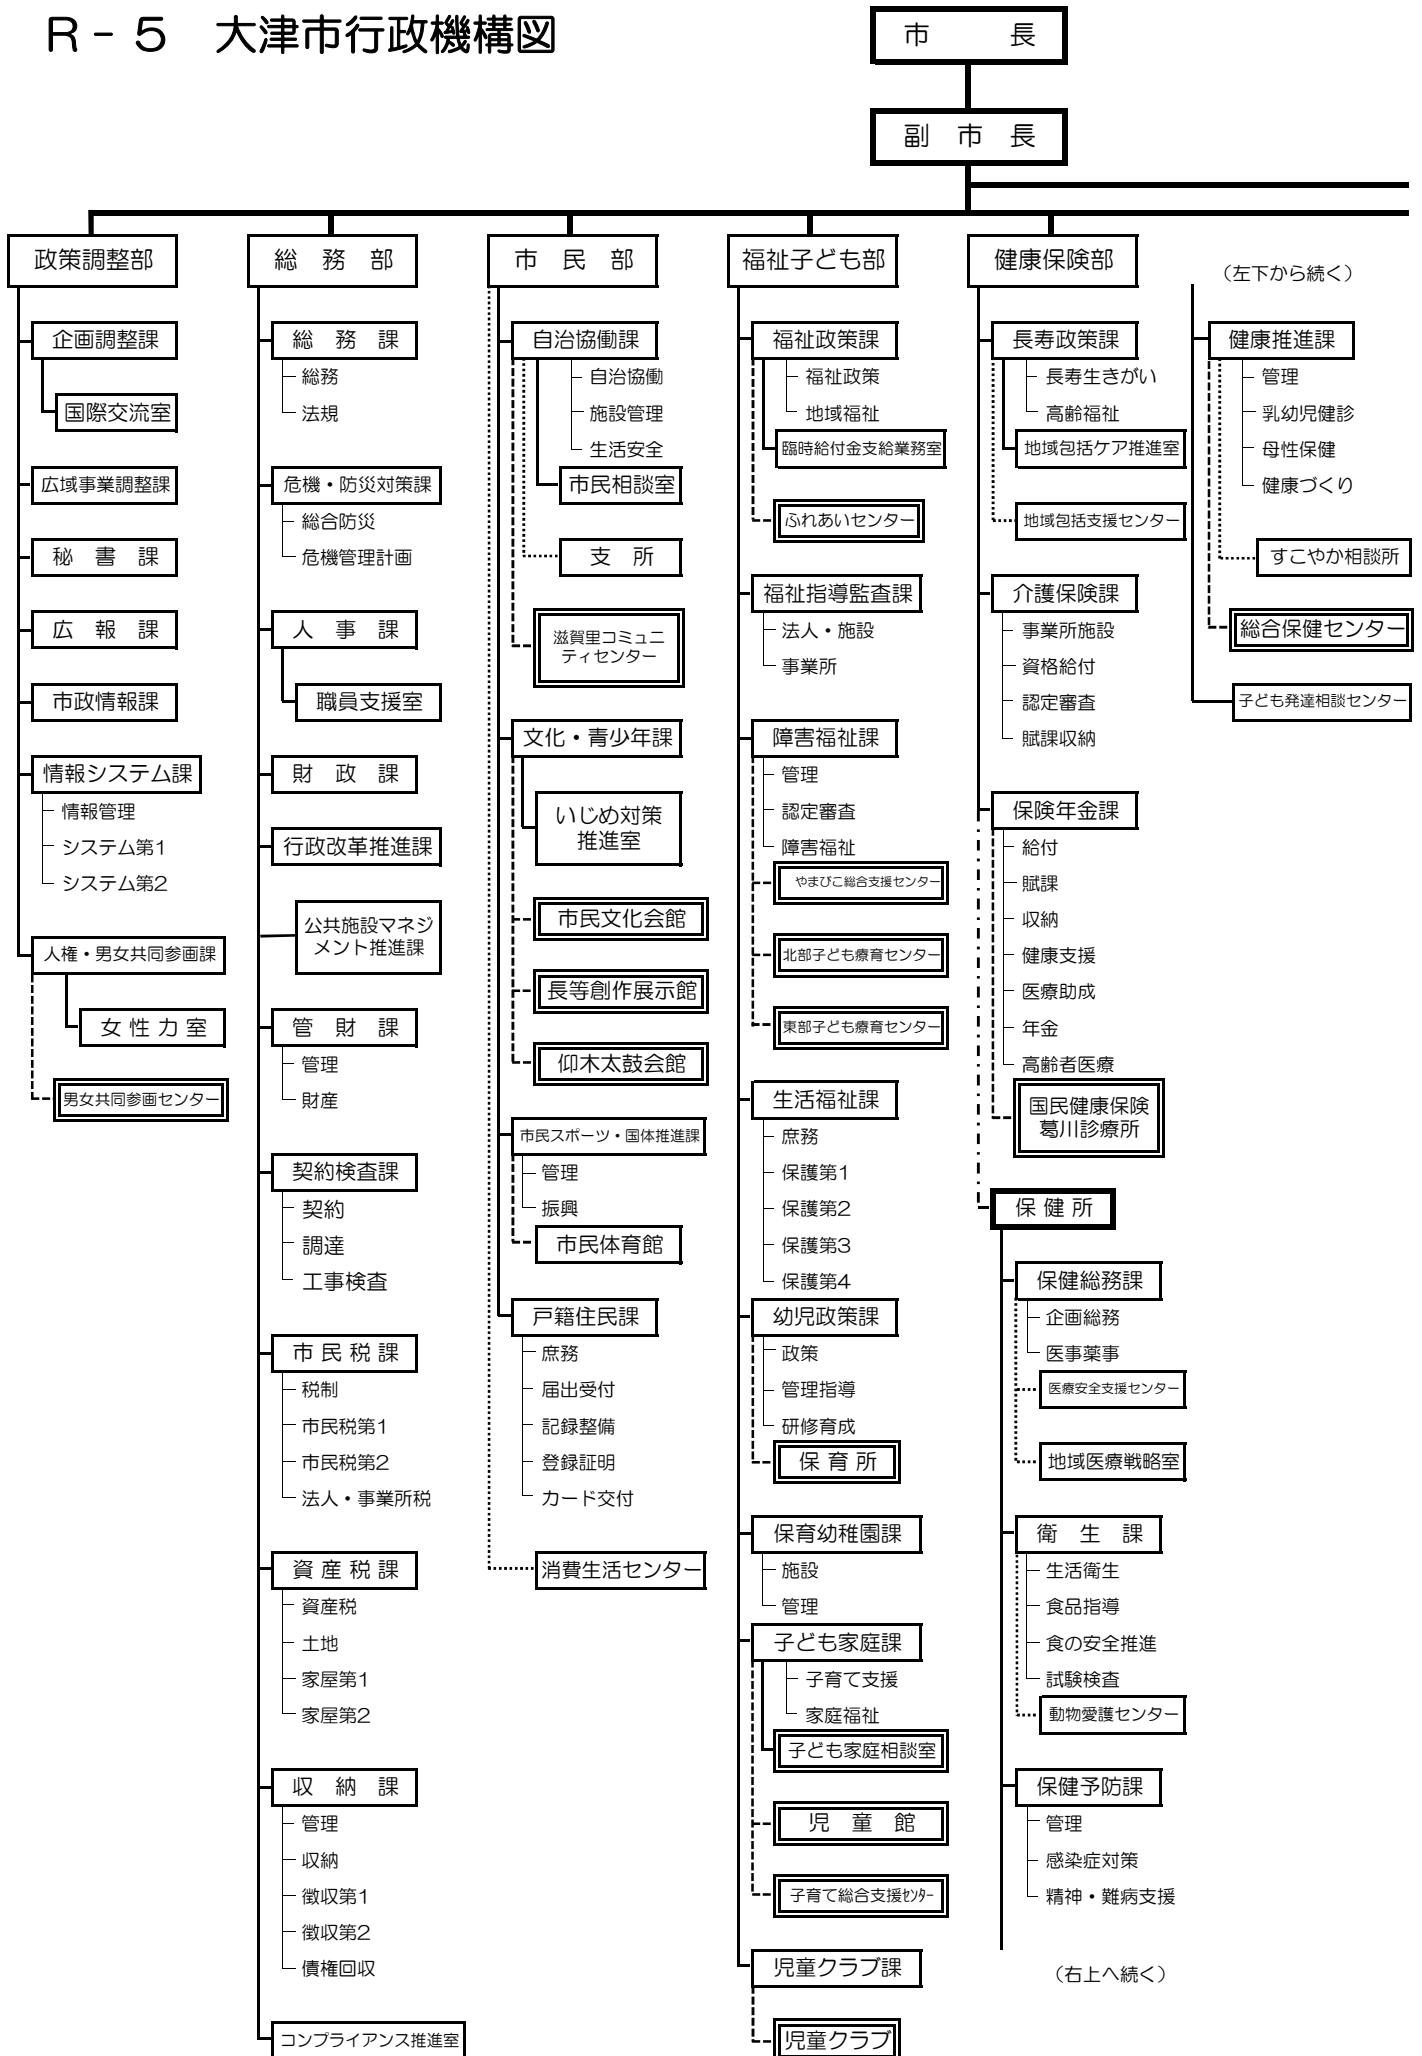 R-5 大津市行政機構図
市 長
副 市 長
政策調整部
企画調整課
国際交流室
広域事業調整課
秘 書 課
広 報 課
市政情報課
情報システム課
情報管理
システム第1
システム第2
人権・男女共同参画課
女 性 力 室
男女共同参画センター
総 務 部
総 務 課
総務
法規
危機・防災対策課
総合防災
危機管理計画
人 事 課
職員支援室
財 政 課
行政改革推進課
公共施設マネジ
メント推進課
管 財 課
管理
財産
契約検査課
契約
調達
工事検査
市 民 税 課
税制
市民税第1
市民税第2
法人・事業所税
資 産 税 課
資産税
土地
家屋第1
家屋第2
収 納 課
管理
収納
徴収第1
徴収第2
債権回収
コンプライアンス推進室
市 民 部
自治協働課
自治協働
施設管理
生活安全
市民相談室
支 所
滋賀里コミュニ
ティセンター
文化・青少年課
いじめ対策
推進室
市民文化会館
長等創作展示館
仰木太鼓会館
市民スポーツ・国体推進課
管理
振興
市民体育館
戸籍住民課
庶務
届出受付
記録整備
登録証明
カード交付
消費生活センター
福祉子ども部
福祉政策課
福祉政策
地域福祉
臨時給付金支給業務室
ふれあいセンター
福祉指導監査課
法人・施設
事業所
障害福祉課
管理
認定審査
障害福祉
やまびこ総合支援センター
北部子ども療育センター
東部子ども療育センター
生活福祉課
庶務
保護第1
保護第2
保護第3
保護第4
幼児政策課
政策
管理指導
研修育成
保 育 所
保育幼稚園課
施設
管理
子ども家庭課
子育て支援
家庭福祉
子ども家庭相談室
児 童 館
子育て総合支援ｾﾝﾀｰ
児童クラブ課
児童クラブ
健康保険部
長寿政策課
長寿生きがい
高齢福祉
地域包括ケア推進室
地域包括支援センター
介護保険課
事業所施設
資格給付
認定審査
賦課収納
保険年金課
給付
賦課
収納
健康支援
医療助成
年金
高齢者医療
国民健康保険
葛川診療所
保 健 所
保健総務課
企画総務
医事薬事
医療安全支援センター
地域医療戦略室
衛 生 課
生活衛生
食品指導
食の安全推進
試験検査
動物愛護センター
保健予防課
管理
感染症対策
精神・難病支援
（右上へ続く）
（左下から続く）
健康推進課
管理
乳幼児健診
母性保健
健康づくり
すこやか相談所
総合保健センター
子ども発達相談センター